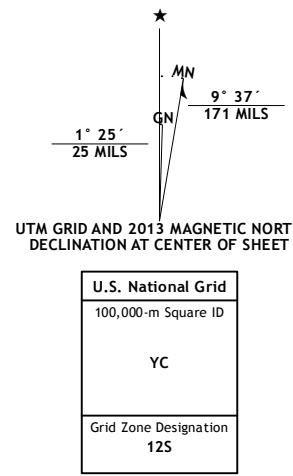 ★
MN
GN
9° 37´
171 MILS
1° 25´
25 MILS
UTM GRID AND 2013 MAGNETIC NORT
DECLINATION AT CENTER OF SHEET
U.S. National Grid
100,000-m Square ID
YC
Grid Zone Designation
12S